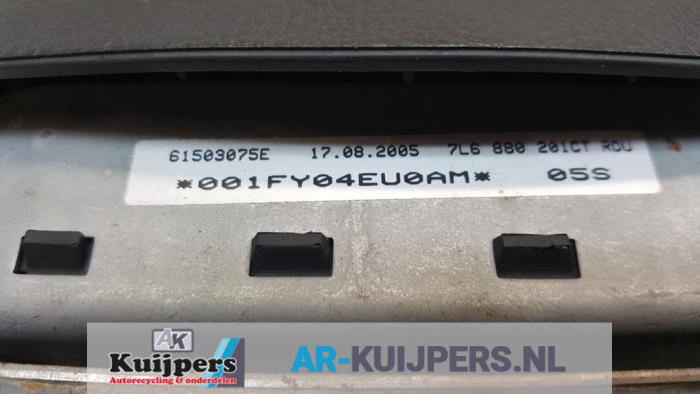 61503075E 17.08.2005 7L6 880 201CT ROU
*001FY04EU0AM* 05S
AK
Kuijpers
Autorecycling & onderdelen
AR-KUIJPERS.NL